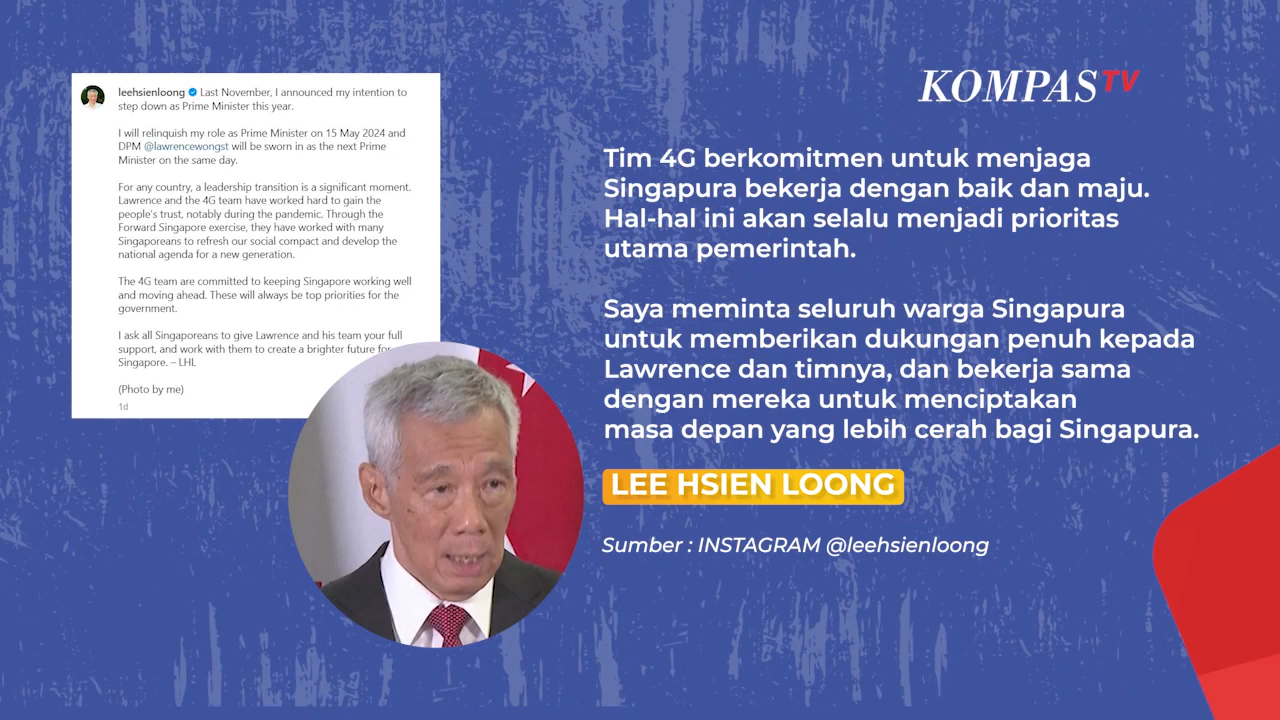 leehsienloong Last November, I announced my intention to
step down as Prime Minister this year.
I will relinquish my role as Prime Minister on 15 May 2024 and
DPM @lawrencewongst will be sworn in as the next Prime
Minister on the same day.
For any country, a leadership transition is a significant moment.
Lawrence and the 4G team have worked hard to gain the
people's trust, notably during the pandemic. Through the
Forward Singapore exercise, they have worked with many
Singaporeans to refresh our social compact and develop the
national agenda for a new generation.
The 4G team are committed to keeping Singapore working well
and moving ahead. These will always be top priorities for the
government.
I ask all Singaporeans to give Lawrence and his team your full
support, and work with them to create a brighter future for
Singapore. – LHL
(Photo by me)
1d
KOMPAS TV
Tim 4G berkomitmen untuk menjaga
Singapura bekerja dengan baik dan maju.
Hal-hal ini akan selalu menjadi prioritas
utama pemerintah.
Saya meminta seluruh warga Singapura
untuk memberikan dukungan penuh kepada
Lawrence dan timnya, dan bekerja sama
dengan mereka untuk menciptakan
masa depan yang lebih cerah bagi Singapura.
LEE HSIEN LOONG
Sumber : INSTAGRAM @leehsienloong